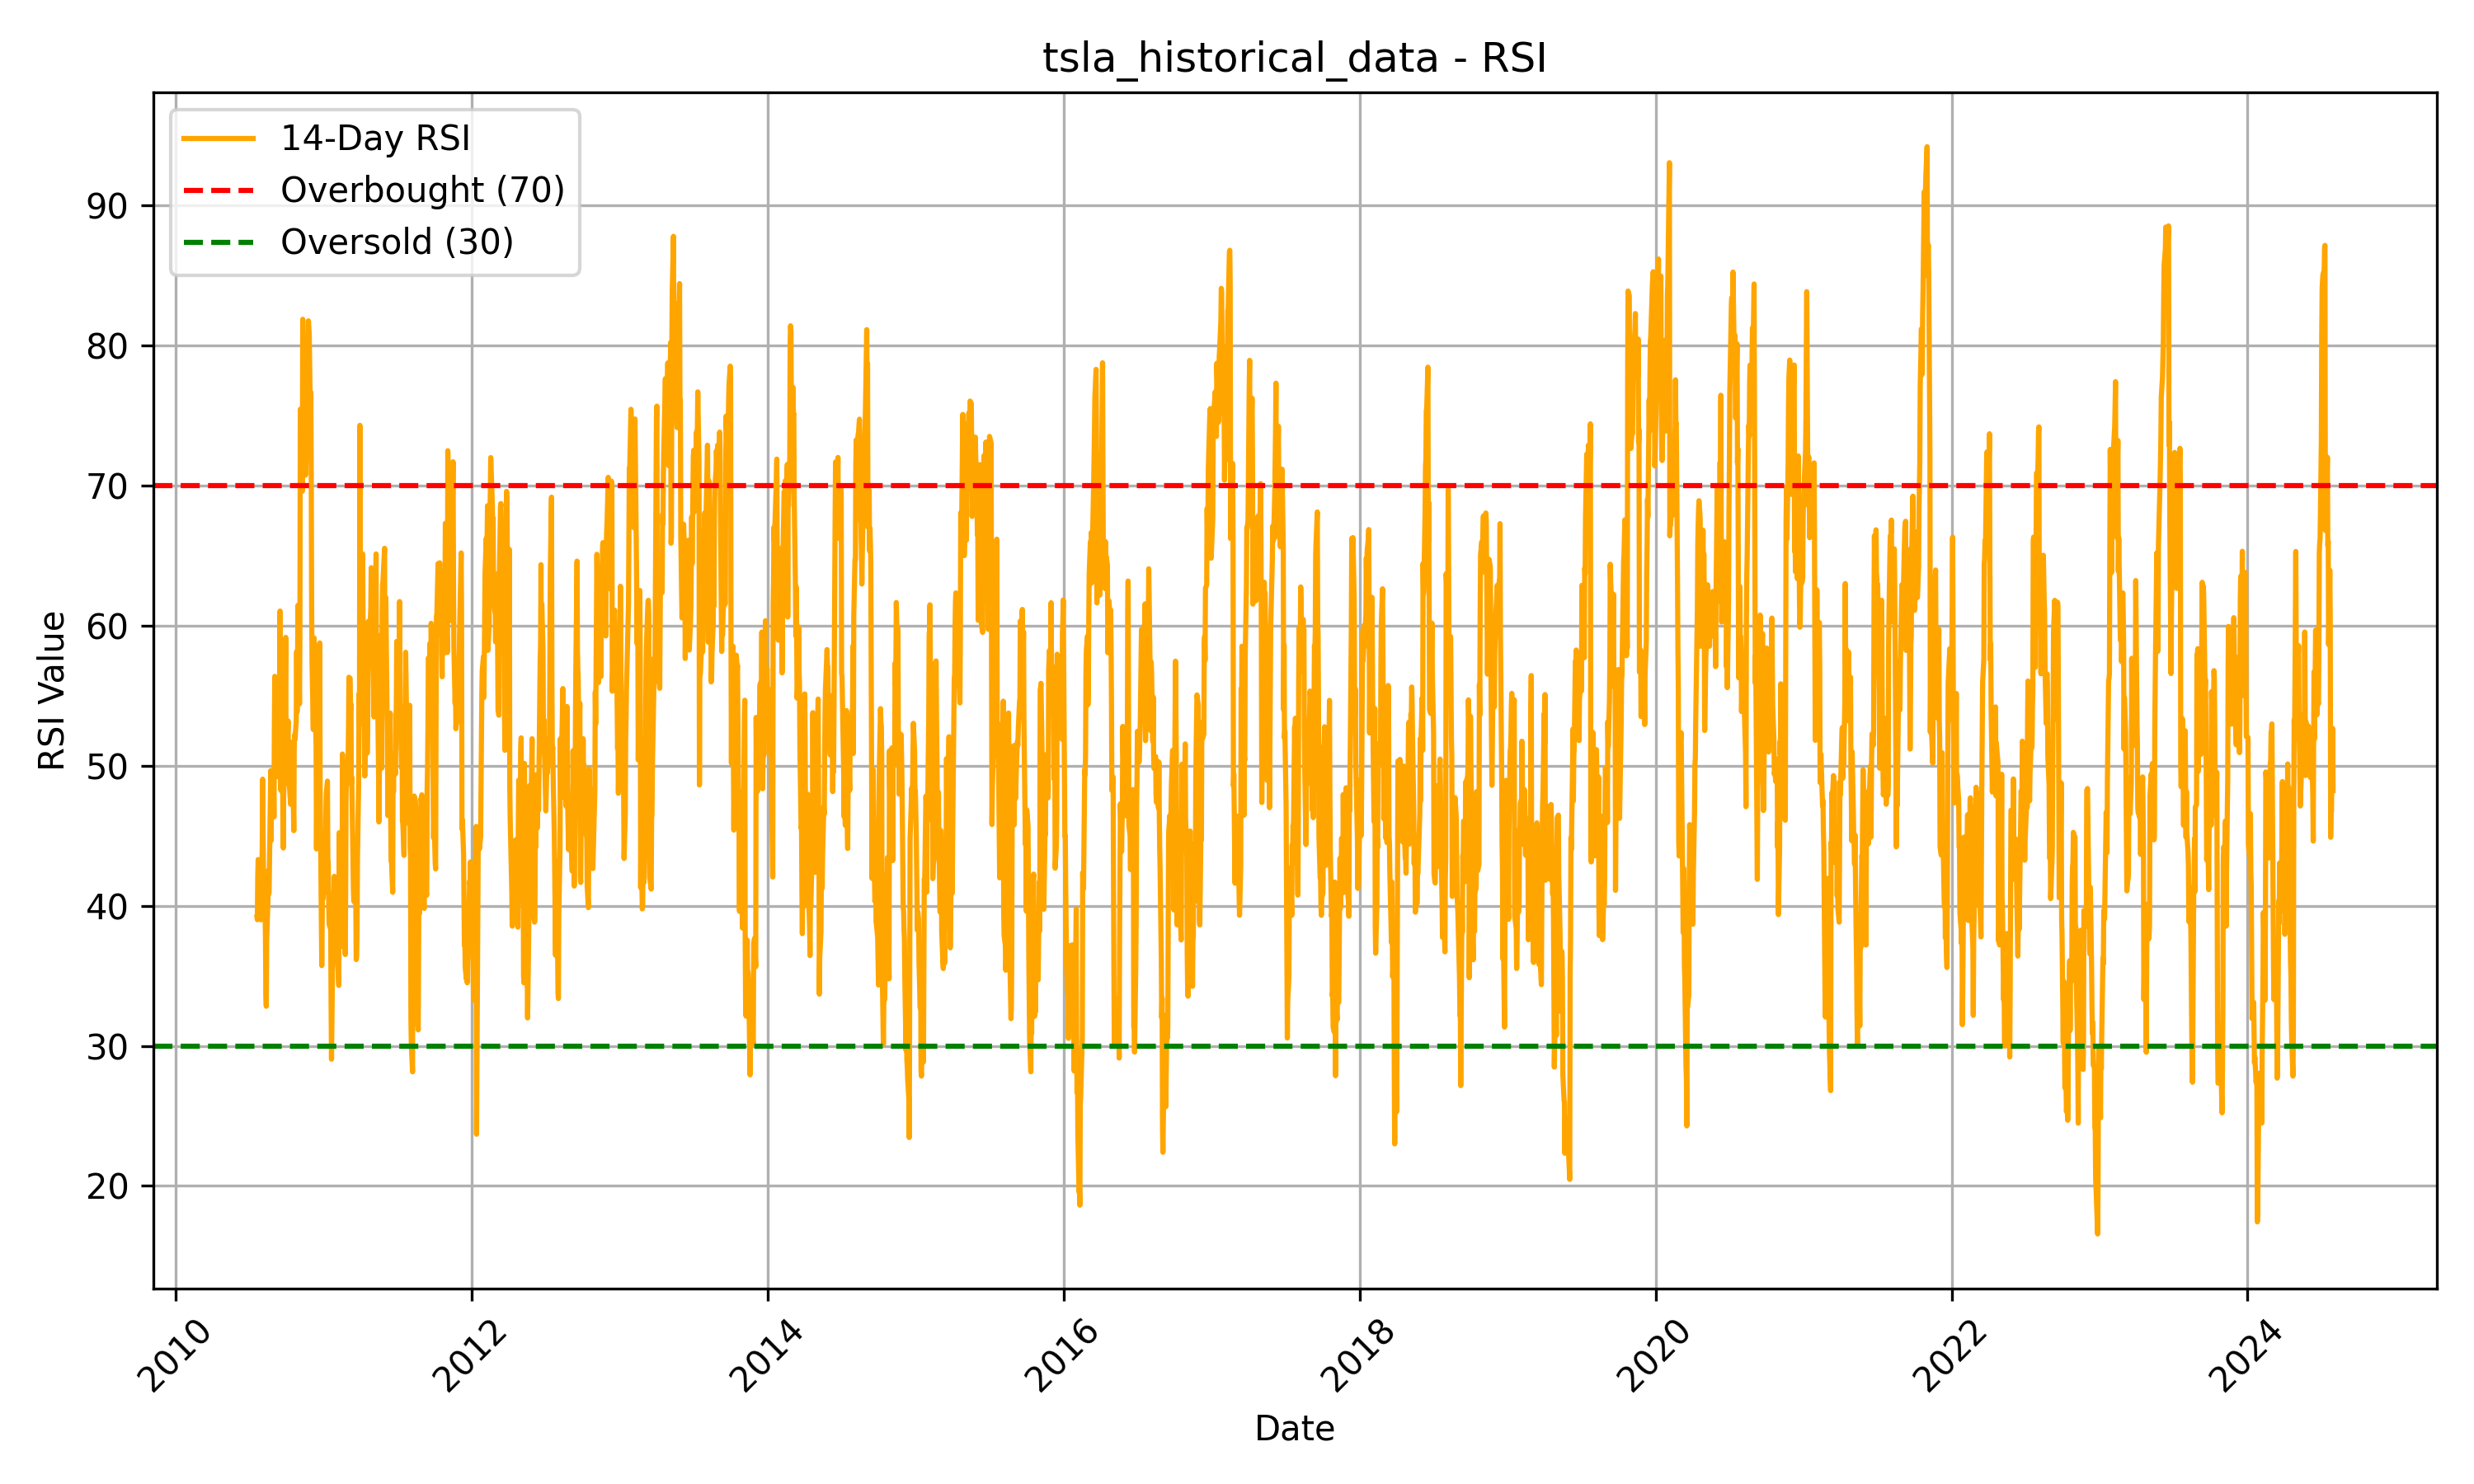 tsla_historical_data - RSI
14-Day RSI
Overbought (70)
Oversold (30)
RSI Value
90
80
70
60
50
40
30
20
2010
2012
2014
2016
2018
2020
2022
2024
Date